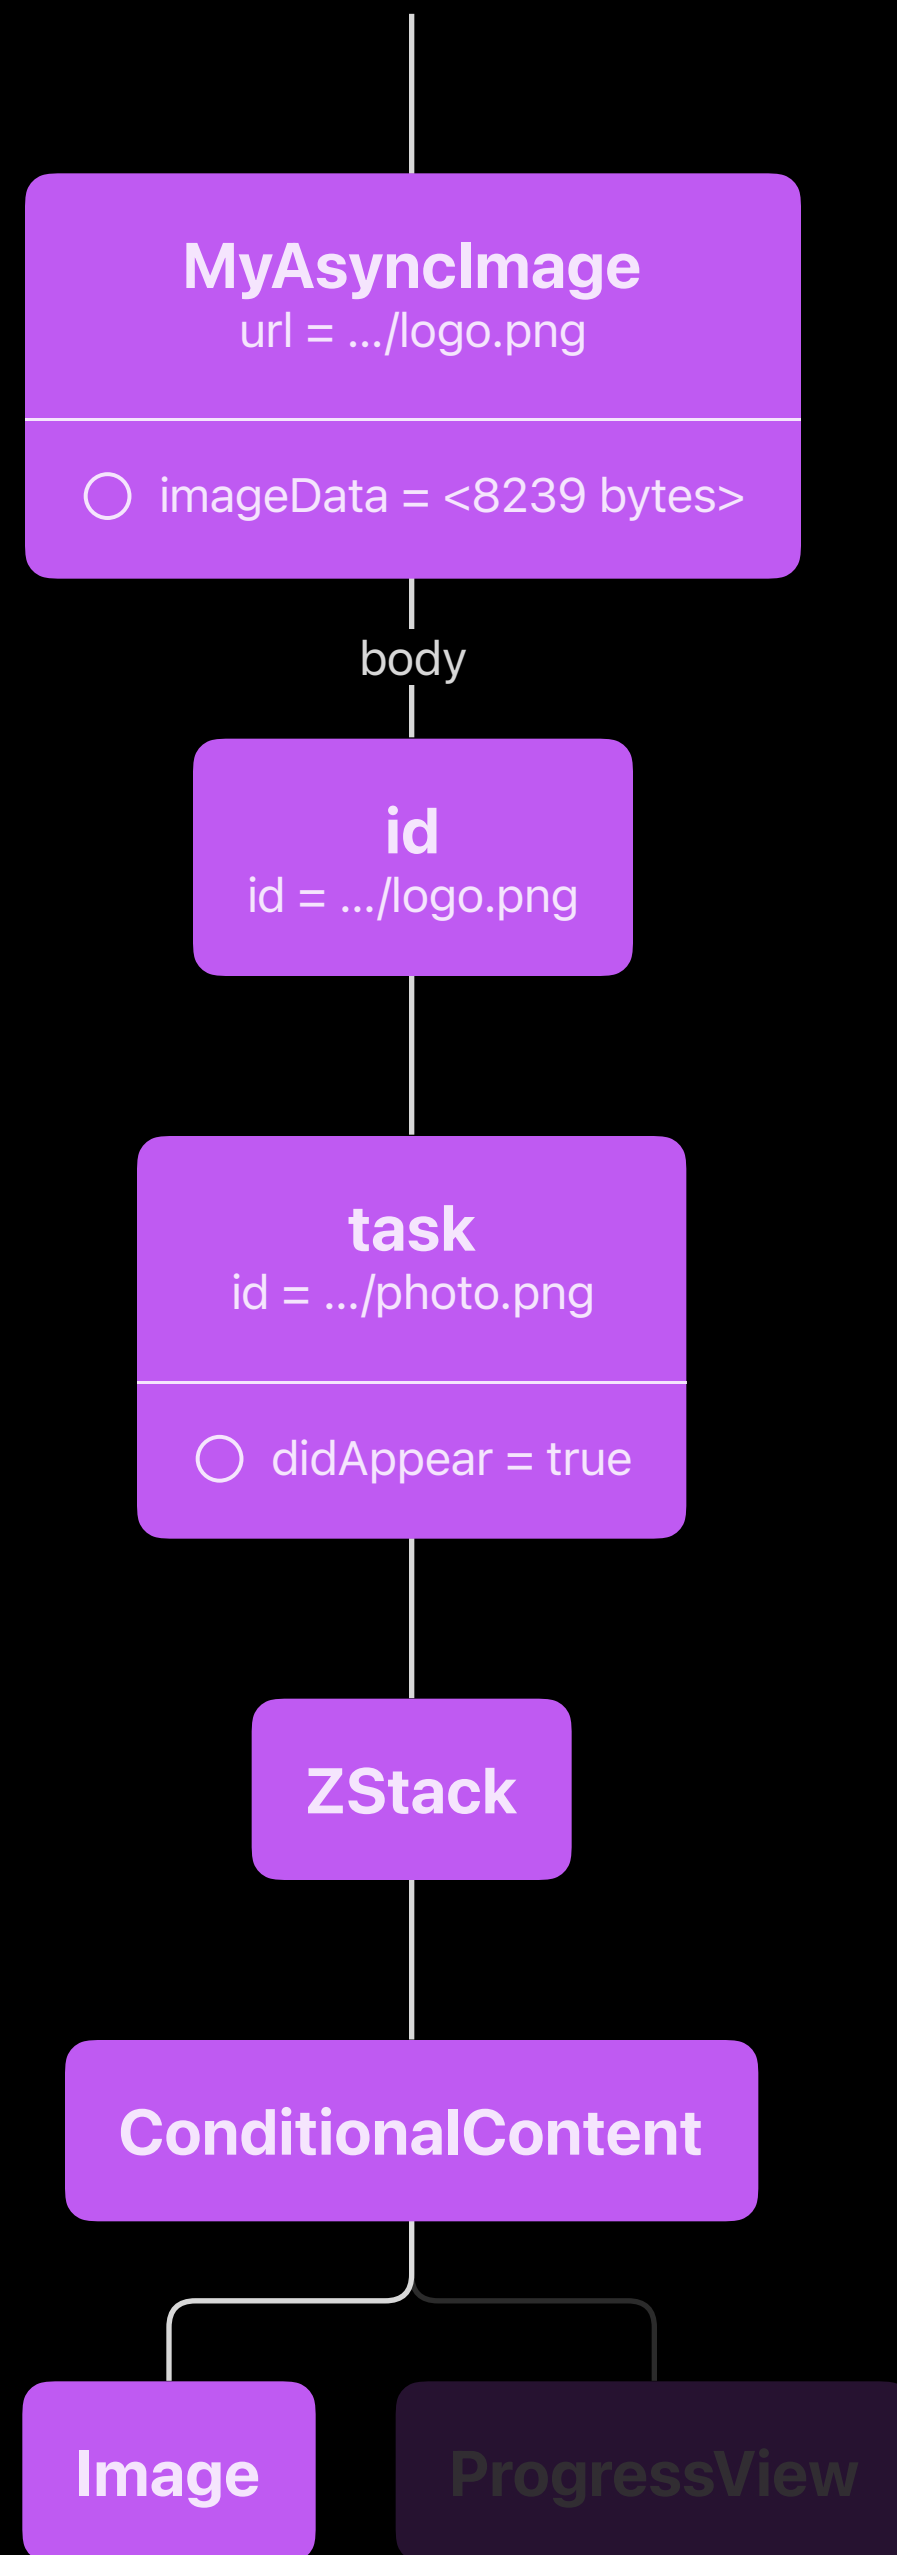 MyAsyncImage
url = .../logo.png
imageData = <8239 bytes>
body
id
id = .../logo.png
task
id = .../photo.png
didAppear = true
ZStack
ConditionalContent
Image
ProgressView